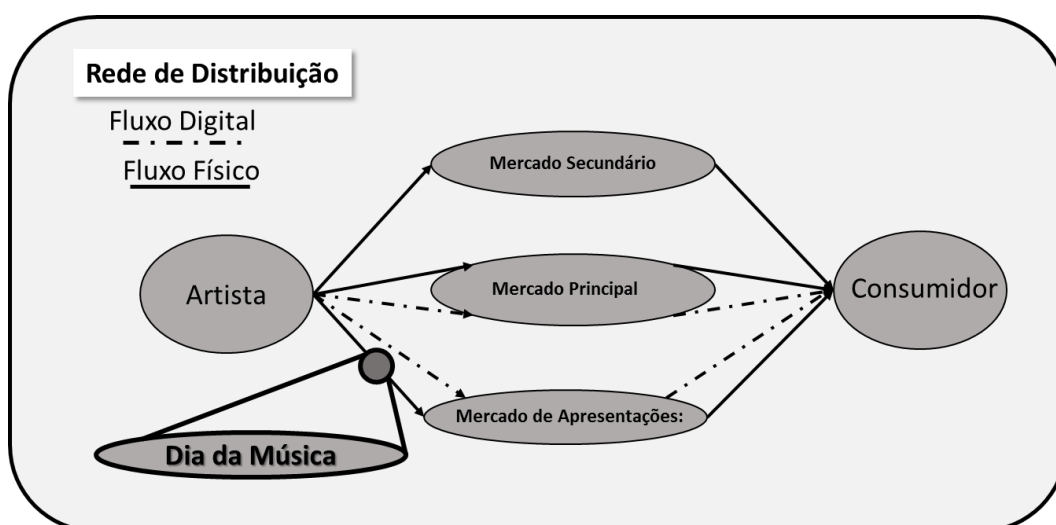 Rede de Distribuição
Fluxo Digital
Fluxo Físico
Mercado Secundário
Artista
Mercado Principal
Consumidor
Mercado de Apresentações:
Dia da Música